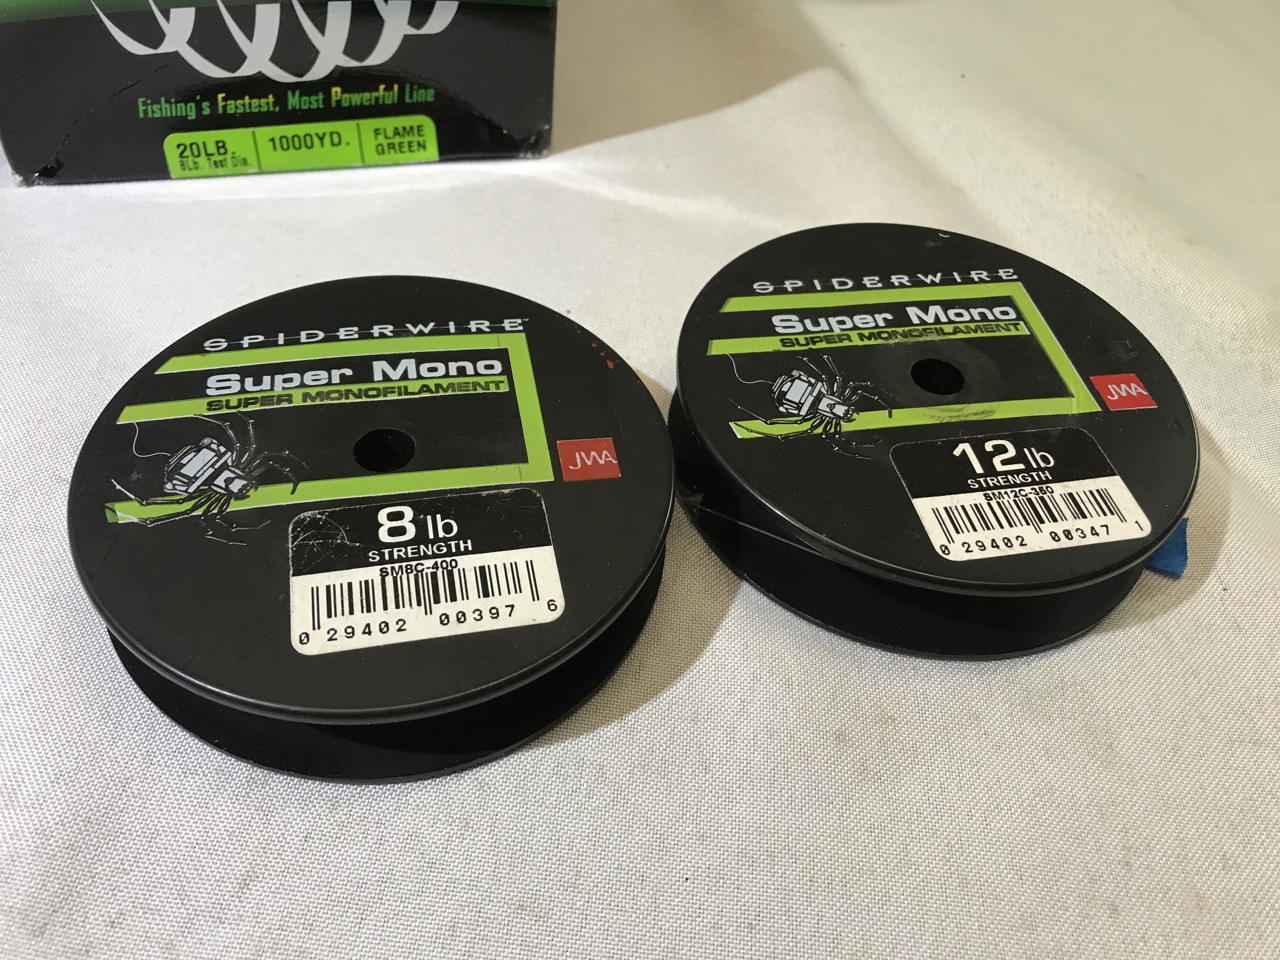 Fishing's Fastest, Most Powerful Line
20LB. 1000YD. FLAME GREEN
8Lb. Test Dia.
SPIDERWIRE™
Super Mono
SUPER MONOFILAMENT
JWA
8 lb
STRENGTH
SM8C-400
0 29402 00397 6
SPIDERWIRE
Super Mono
SUPER MONOFILAMENT
JWA
12 lb
STRENGTH
SM12C-350
0 29402 00347 1